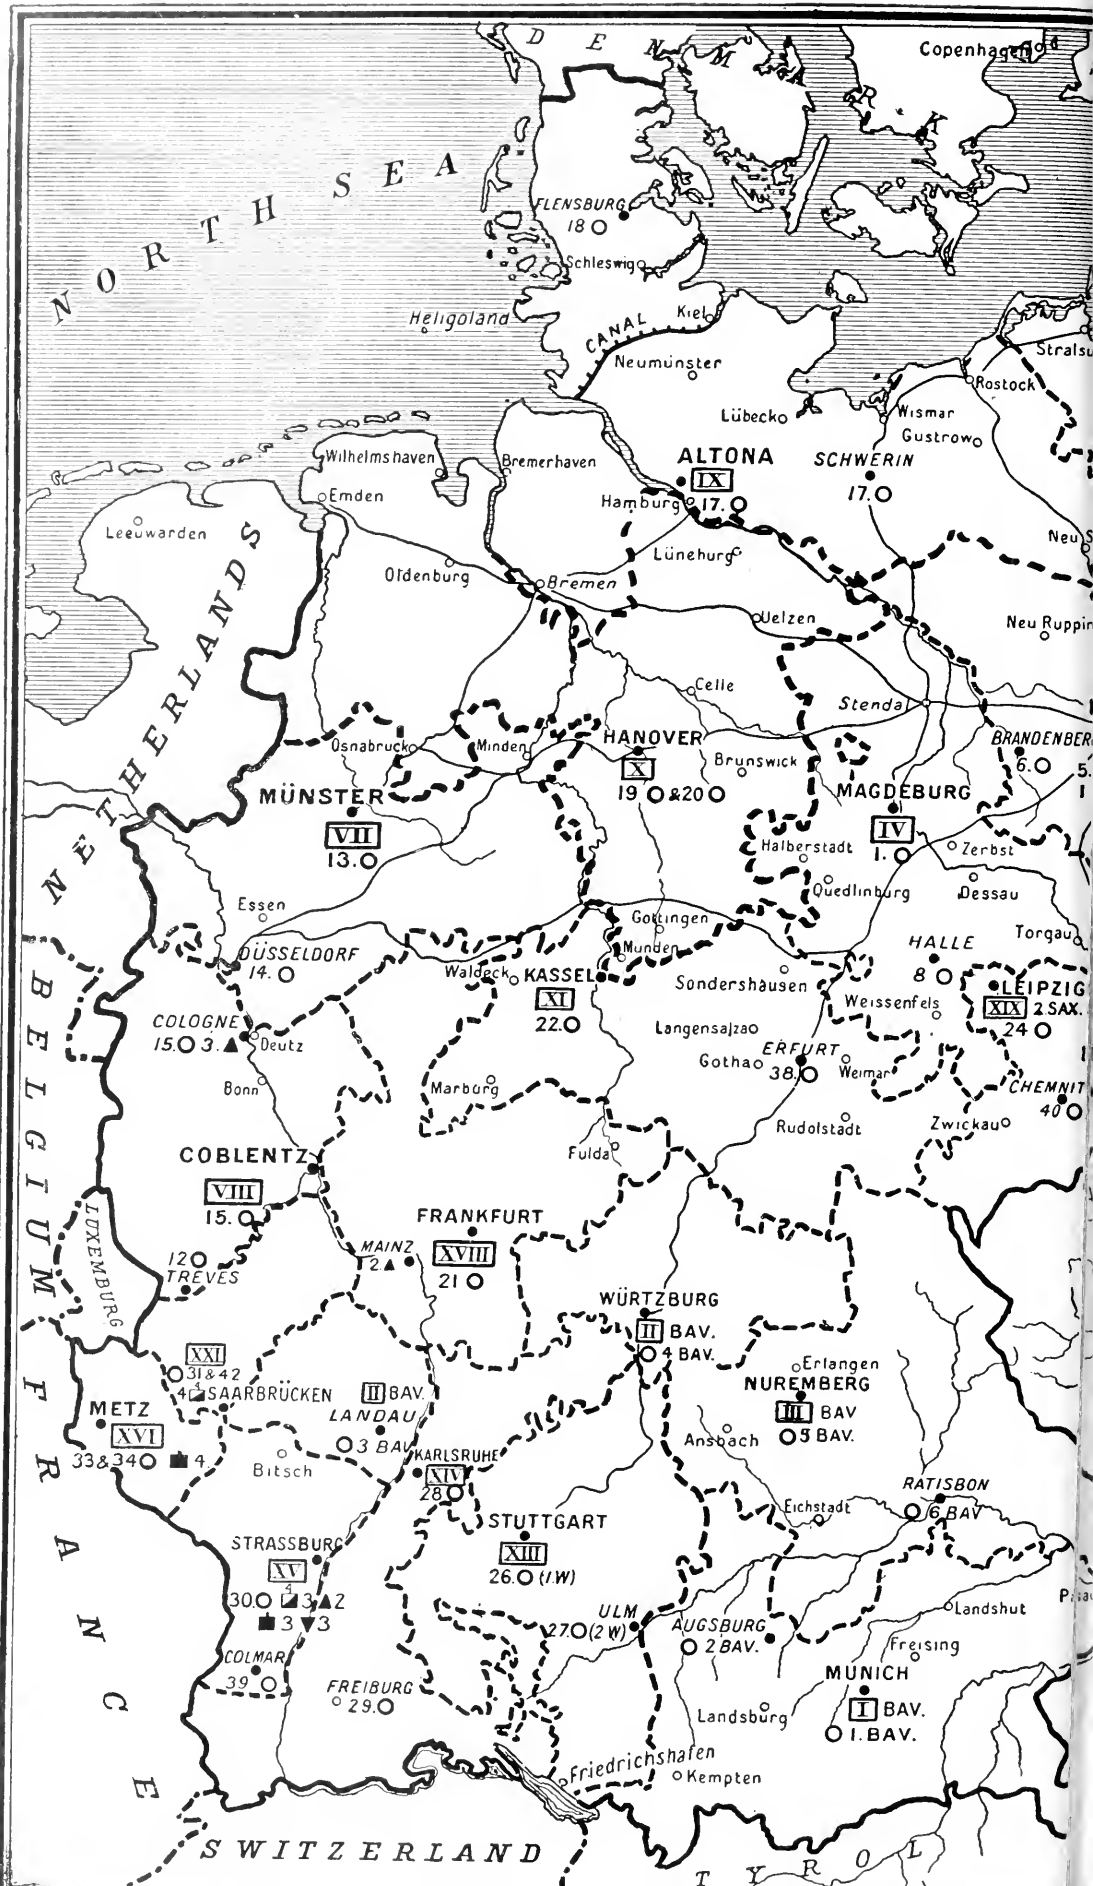 DENMARK
Copenhagen
NORTH SEA
FLENSBURG
18
Schleswig
Heligoland
CANAL
Kiel
Neumünster
Stralsu
Rostock
Lübeck
Wismar
Gustrow
ALTONA
IX
17.
SCHWERIN
17.
Wilhelmshaven
Bremerhaven
Emden
Hamburg
Leeuwarden
Lüneburg
Neu S
Oldenburg
Bremen
Uelzen
Neu Ruppin
NETHERLANDS
Celle
Stendal
Osnabruck
Minden
HANOVER
X
19 & 20
Brunswick
BRANDENBER
6.
5.
1
MÜNSTER
VII
13.
MAGDEBURG
IV
1.
Halberstadt
Zerbst
Quedlinburg
Dessau
Essen
Gottingen
Torgau
DÜSSELDORF
14.
Munden
HALLE
8
Waldeck
KASSEL
XI
22.
Sondershausen
LEIPZIG
XIX 2.SAX.
24
Weissenfels
BELGIUM
COLOGNE
15. 3.
Deutz
Langensalza
Gotha
ERFURT
38.
Weimar
Bonn
Marburg
CHEMNIT
40
Rudolstadt
Zwickau
COBLENTZ
VIII
15.
Fulda
LUXEMBURG
FRANKFURT
XVIII
21
12
TREVES
MAINZ
2.
WÜRTZBURG
II BAV.
4 BAV.
XXI
31 & 42
4 4 SAARBRÜCKEN
II BAV.
LANDAU
3 BAV
Erlangen
NUREMBERG
III BAV
5 BAV.
METZ
XVI
33 & 34 4.
Ansbach
KARLSRUHE
XIV
28
Bitsch
RATISBON
6 BAV
FRANCE
Eichstadt
STUTTGART
XIII
26. (1.W)
STRASSBURG
XV
30. 4 3 2
3 3
ULM
27. (2 W)
AUGSBURG
2 BAV.
Landshut
COLMAR
39
Freising
FREIBURG
29.
MUNICH
I BAV.
1. BAV.
Landsburg
Friedrichshafen
Kempten
SWITZERLAND
TYROL